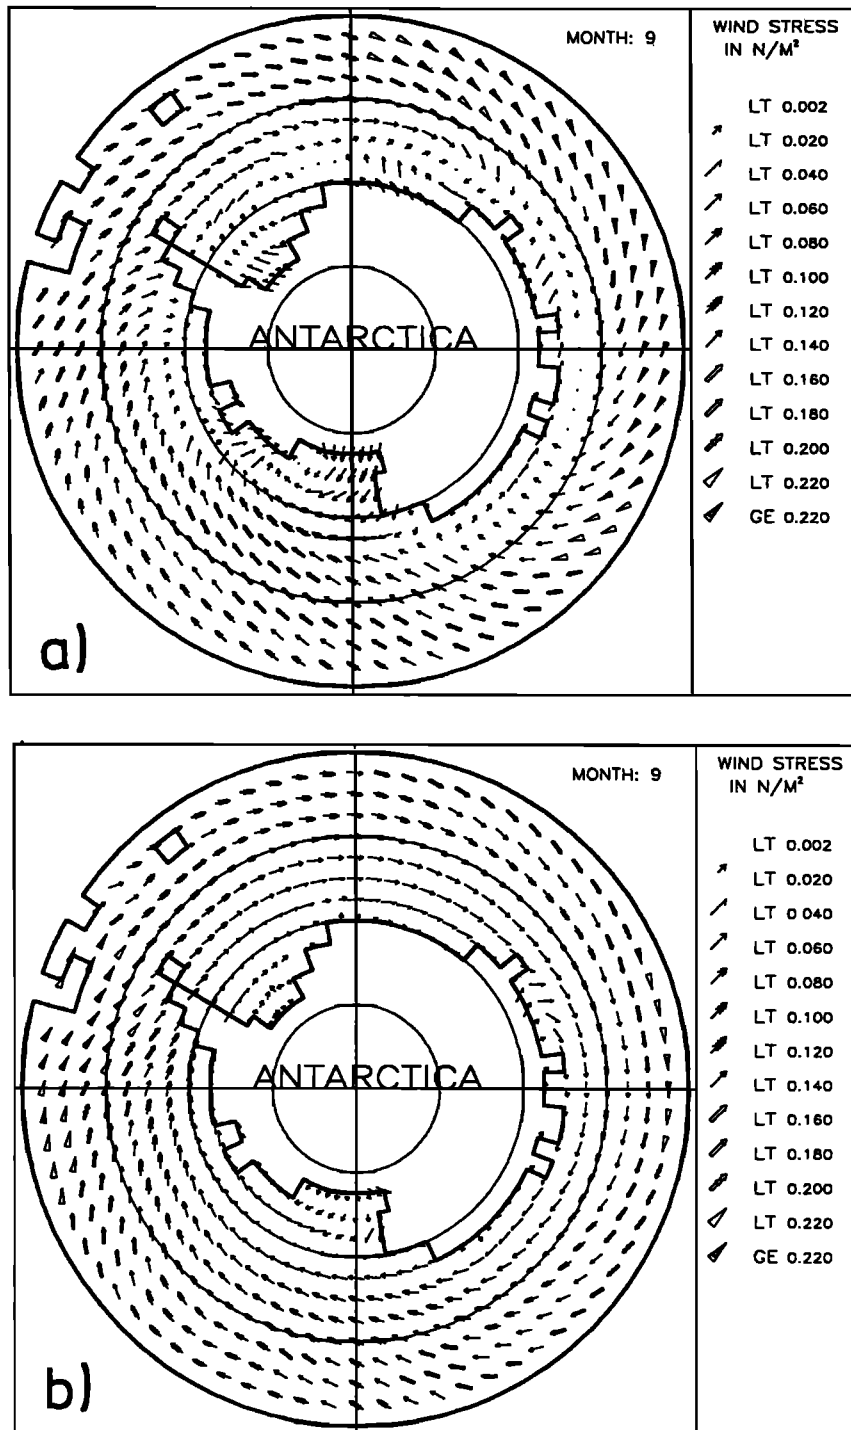 MONTH: 9
WIND STRESS
IN N/M²
LT 0.002
LT 0.020
LT 0.040
LT 0.060
LT 0.080
LT 0.100
LT 0.120
LT 0.140
LT 0.160
LT 0.180
LT 0.200
LT 0.220
GE 0.220
ANTARCTICA
a)
MONTH: 9
WIND STRESS
IN N/M²
LT 0.002
LT 0.020
LT 0.040
LT 0.060
LT 0.080
LT 0.100
LT 0.120
LT 0.140
LT 0.160
LT 0.180
LT 0.200
LT 0.220
GE 0.220
ANTARCTICA
b)